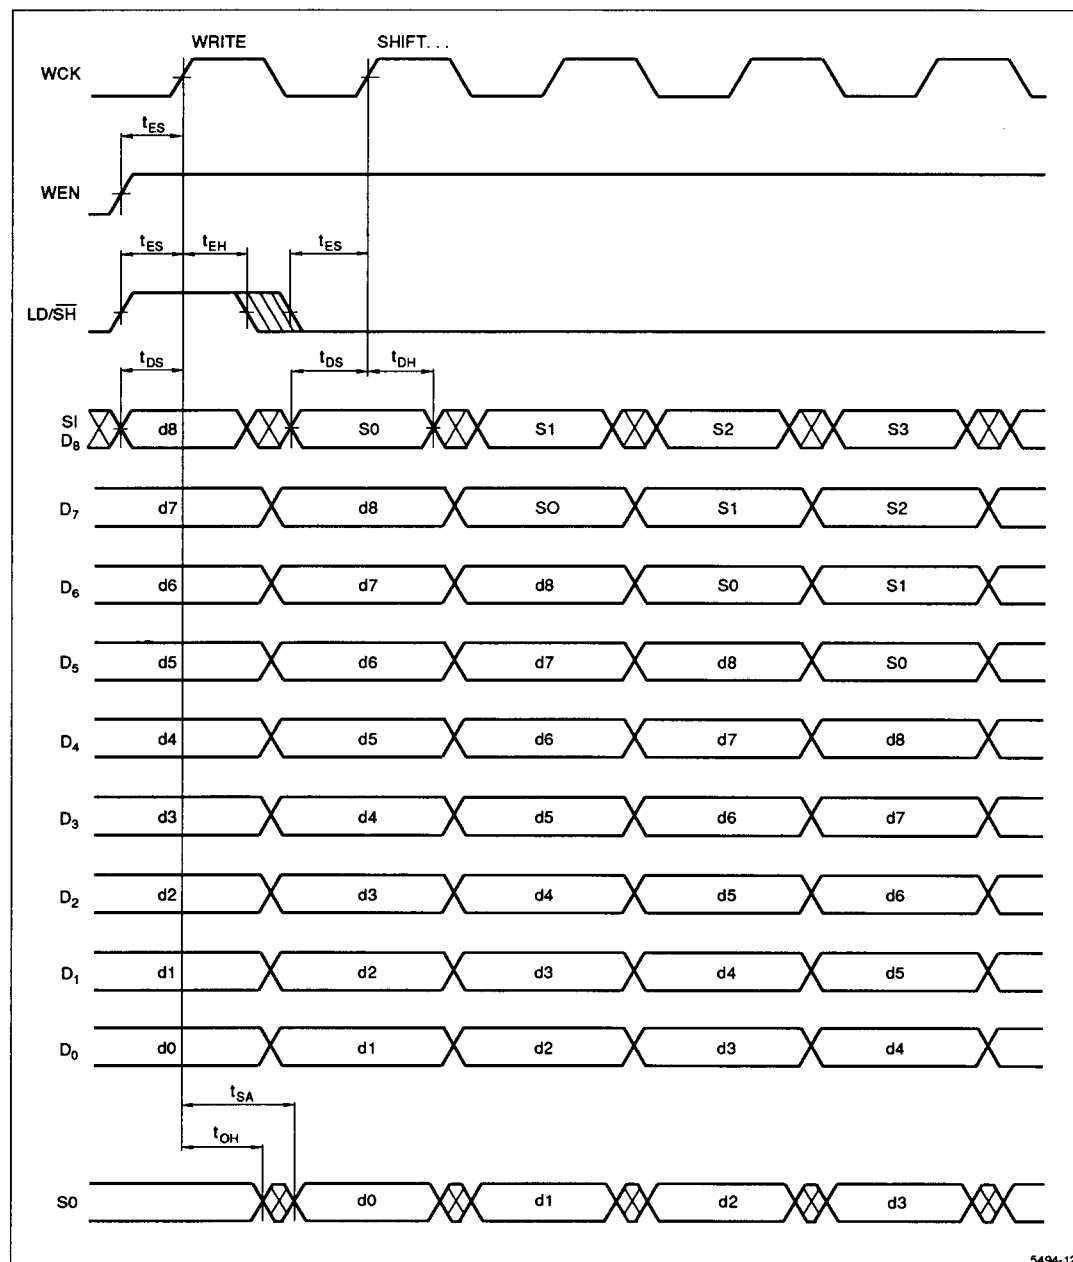 WRITE SHIFT...
WCK
tES
WEN
tES tEH tES
LD/SH
tDS tDS tDH
SI
D8 d8 S0 S1 S2 S3
D7 d7 d8 SO S1 S2
D6 d6 d7 d8 S0 S1
D5 d5 d6 d7 d8 S0
D4 d4 d5 d6 d7 d8
D3 d3 d4 d5 d6 d7
D2 d2 d3 d4 d5 d6
D1 d1 d2 d3 d4 d5
D0 d0 d1 d2 d3 d4
tSA
tOH
S0 d0 d1 d2 d3
5494-12